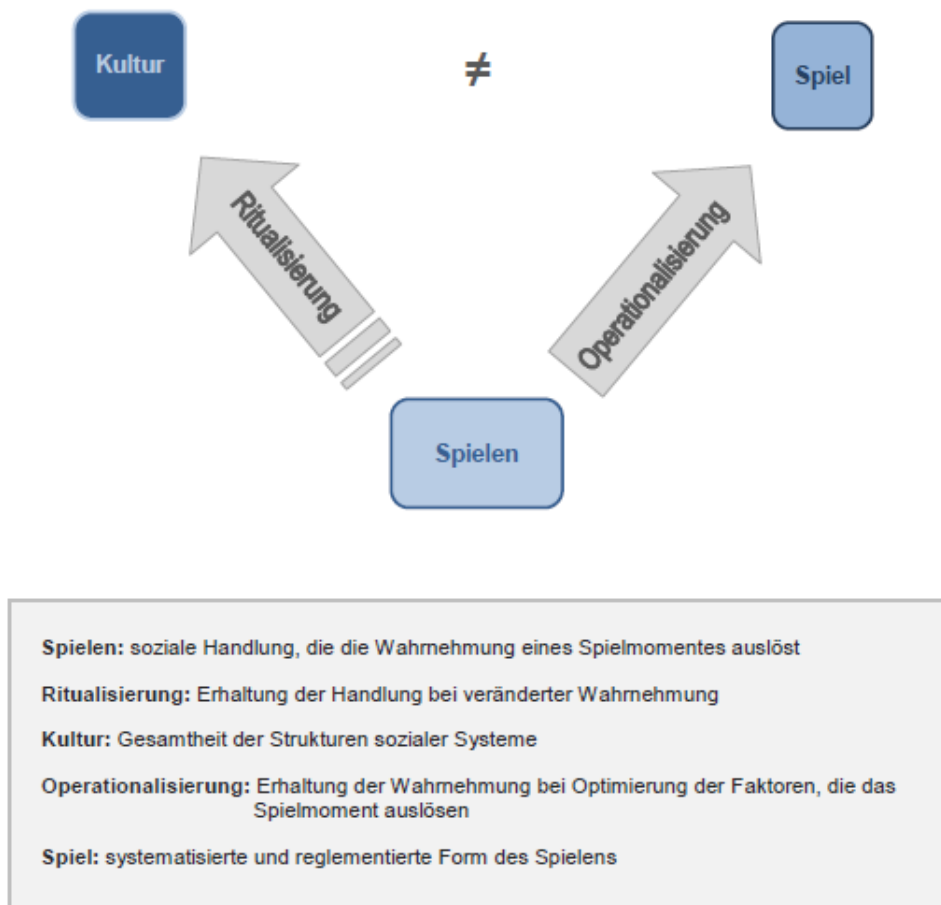 Kultur
≠
Spiel
Ritualisierung
Operationalisierung
Spielen
Spielen: soziale Handlung, die die Wahrnehmung eines Spielmomentes auslöst
Ritualisierung: Erhaltung der Handlung bei veränderter Wahrnehmung
Kultur: Gesamtheit der Strukturen sozialer Systeme
Operationalisierung: Erhaltung der Wahrnehmung bei Optimierung der Faktoren, die das
Spielmoment auslösen
Spiel: systematisierte und reglementierte Form des Spielens